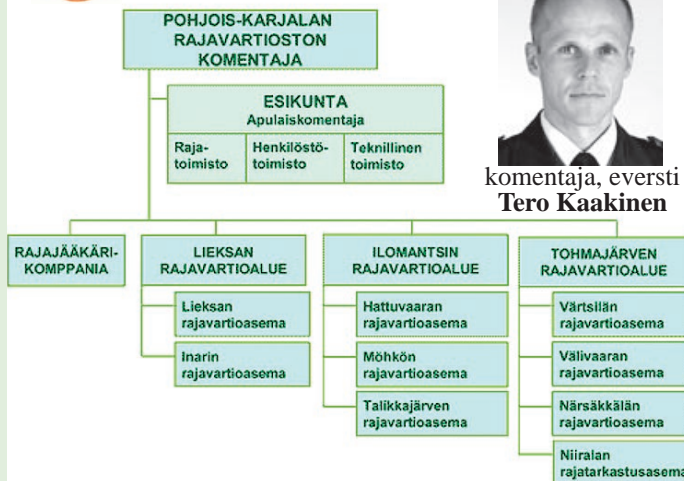 POHJOIS-KARJALAN
RAJAVARTIOSTON
KOMENTAJA
ESIKUNTA
Apulaiskomentaja
Raja-
toimisto
Henkilöstö-
toimisto
Teknillinen
toimisto
komentaja, eversti
Tero Kaakinen
RAJAJÄÄKÄRI-
KOMPPANIA
LIEKSAN
RAJAVARTIOALUE
Lieksan
rajavartioasema
Inarin
rajavartioasema
ILOMANTSIN
RAJAVARTIOALUE
Hattuvaaran
rajavartioasema
Möhkön
rajavartioasema
Talikkajärven
rajavartioasema
TOHMAJÄRVEN
RAJAVARTIOALUE
Värtsilän
rajavartioasema
Välivaaran
rajavartioasema
Närsäkkälän
rajavartioasema
Niiralan
rajatarkastusasema